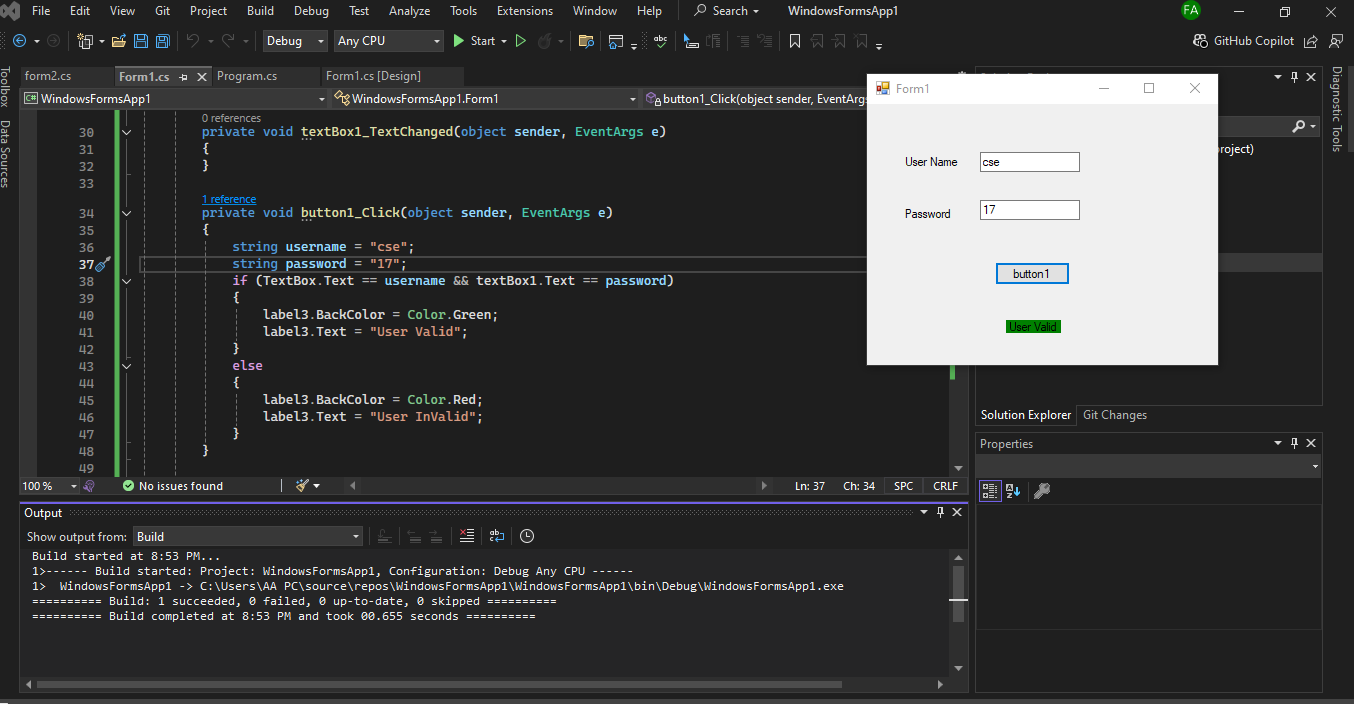 File Edit View Git Project Build Debug Test Analyze Tools Extensions Window Help Search WindowsFormsApp1 FA
Debug Any CPU Start GitHub Copilot
form2.cs Form1.cs Program.cs Form1.cs [Design]
WindowsFormsApp1 WindowsFormsApp1.Form1 button1_Click(object sender, EventArgs
Toolbox
Data Sources
0 references
30 private void textBox1_TextChanged(object sender, EventArgs e)
31 {
32 }
33
1 reference
34 private void button1_Click(object sender, EventArgs e)
35 {
36 string username = "cse";
37 string password = "17";
38 if (TextBox.Text == username && textBox1.Text == password)
39 {
40 label3.BackColor = Color.Green;
41 label3.Text = "User Valid";
42 }
43 else
44 {
45 label3.BackColor = Color.Red;
46 label3.Text = "User InValid";
47 }
48 }
49
100 % No issues found Ln: 37 Ch: 34 SPC CRLF
Form1
User Name cse
Password 17
button1
User Valid
roject)
Diagnostic Tools
Solution Explorer Git Changes
Properties
Output
Show output from: Build
Build started at 8:53 PM...
1>------ Build started: Project: WindowsFormsApp1, Configuration: Debug Any CPU ------
1>  WindowsFormsApp1 -> C:\Users\AA PC\source\repos\WindowsFormsApp1\WindowsFormsApp1\bin\Debug\WindowsFormsApp1.exe
========== Build: 1 succeeded, 0 failed, 0 up-to-date, 0 skipped ==========
========== Build completed at 8:53 PM and took 00.655 seconds ==========